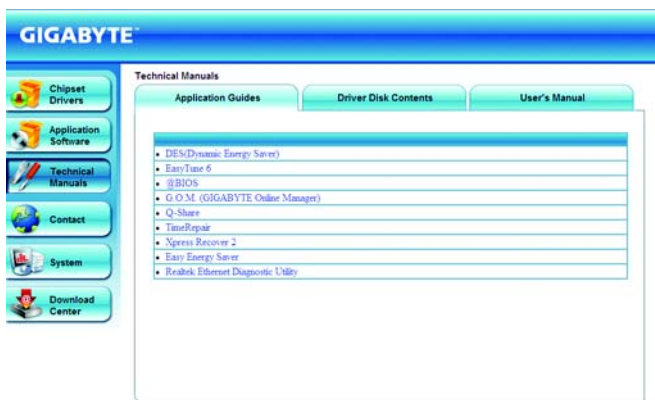 GIGABYTE™
Chipset
Drivers
Application
Software
Technical
Manuals
Contact
System
Download
Center
Technical Manuals
Application Guides
Driver Disk Contents
User's Manual
• DES(Dynamic Energy Saver)
• EasyTune 6
• @BIOS
• G.O.M. (GIGABYTE Online Manager)
• Q-Share
• TimeRepair
• Xpress Recover 2
• Easy Energy Saver
• Realtek Ethernet Diagnostic Utility